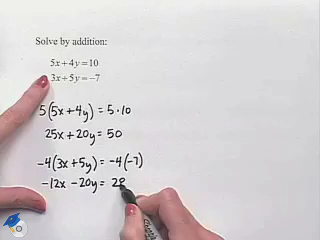 Solve by addition:
5x + 4y = 10
3x + 5y = −7
5(5x + 4y) = 5·10
25x + 20y = 50
-4(3x + 5y) = -4(-7)
-12x - 20y = 28